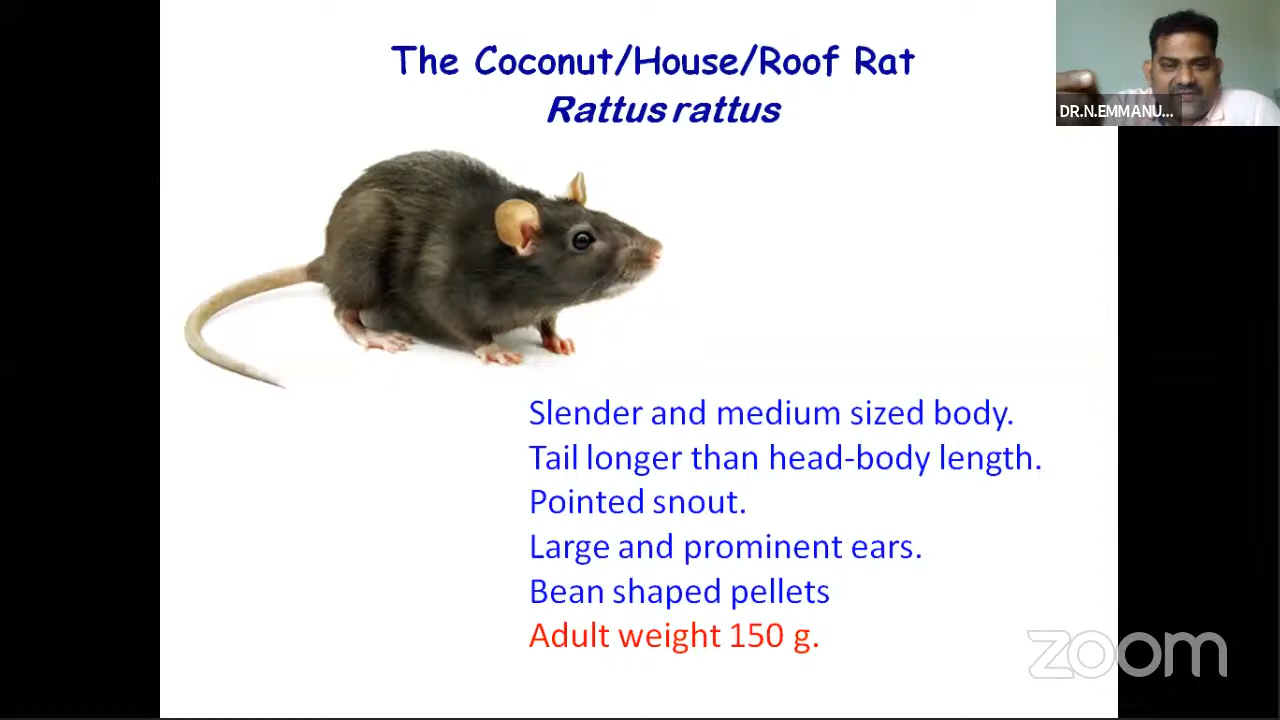 The Coconut/House/Roof Rat
Rattus rattus
DR.N.EMMANU...
Slender and medium sized body.
Tail longer than head-body length.
Pointed snout.
Large and prominent ears.
Bean shaped pellets
Adult weight 150 g.
zoom